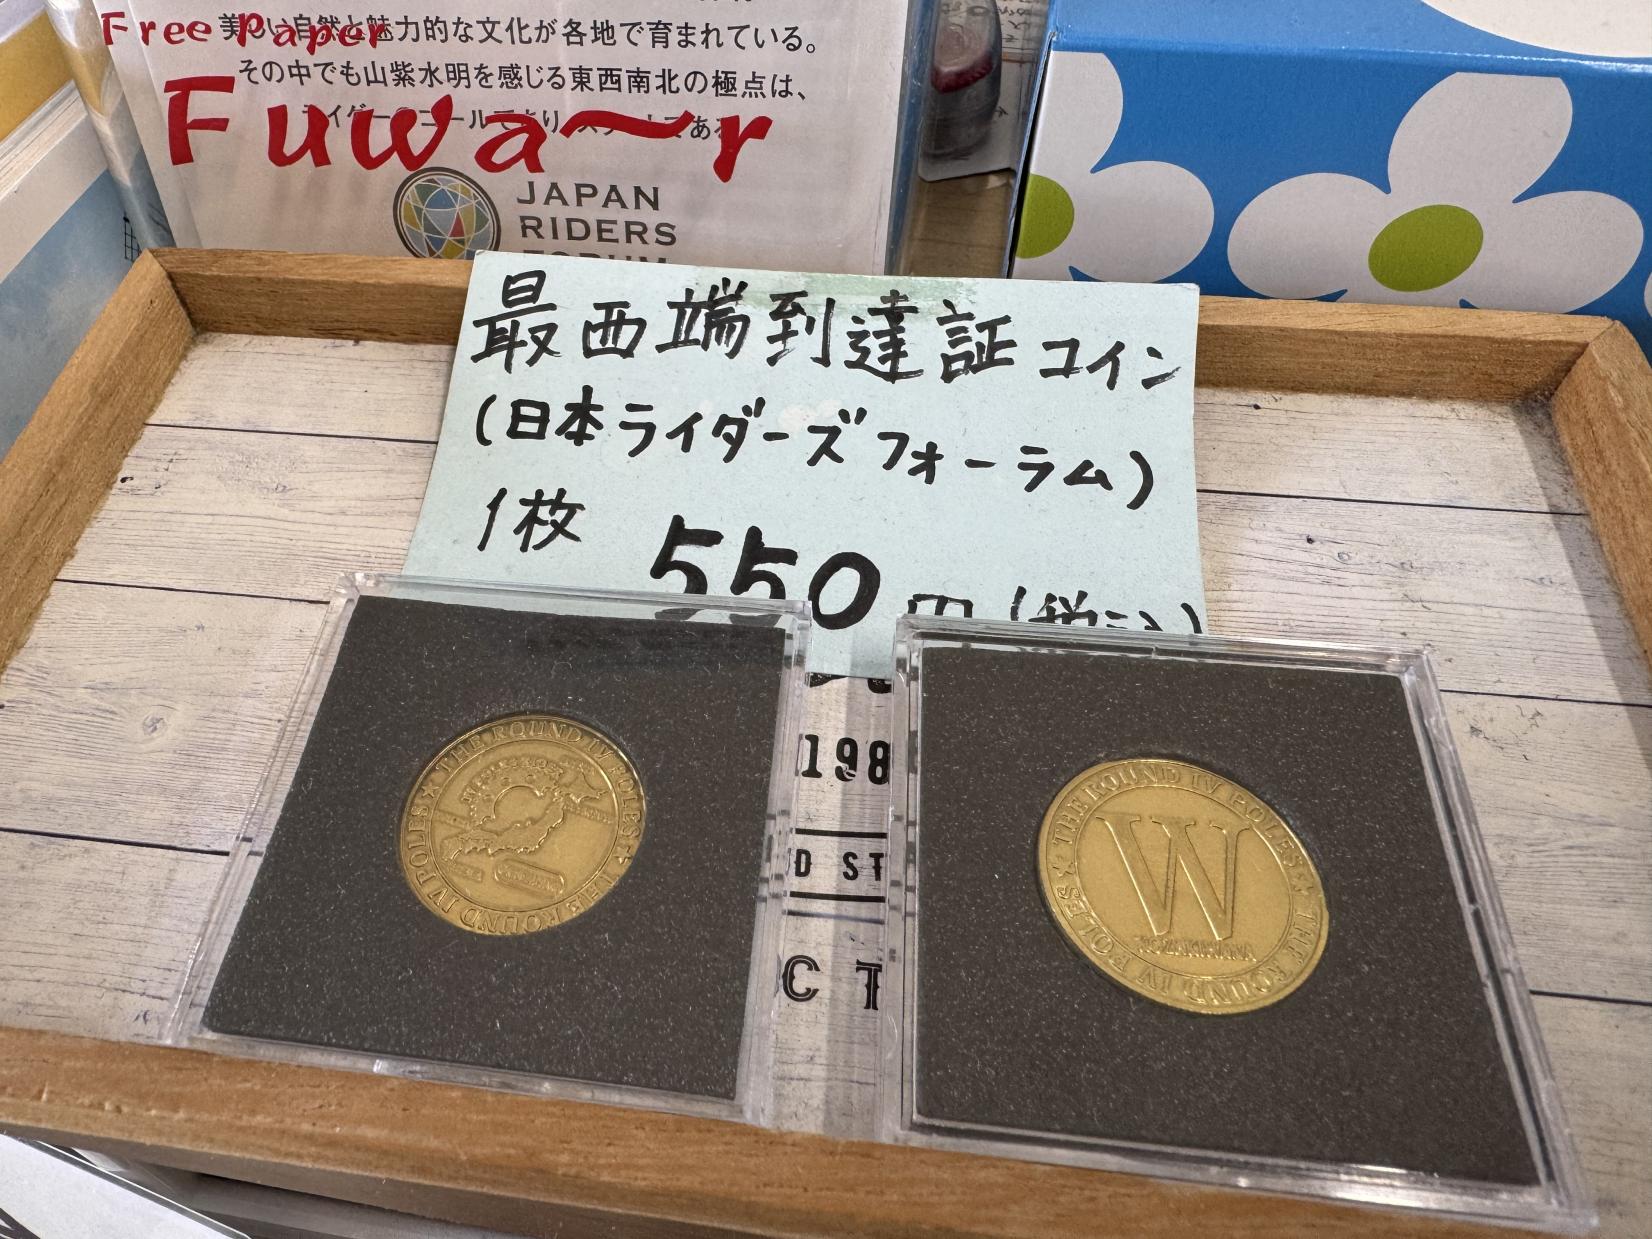 Free Paper
Fuwa〜r
美しい自然と魅力的な文化が各地で育まれている。
その中でも山紫水明を感じる東西南北の極点は、
JAPAN
RIDERS
FORUM
最西端到達証コイン
(日本ライダーズフォーラム)
1枚 550円(税込)
THE ROUND IV POLES ★ THE ROUND IV POLES ★
THE ROUND IV POLES ★ THE ROUND IV POLES ★
W
198
D ST
C T